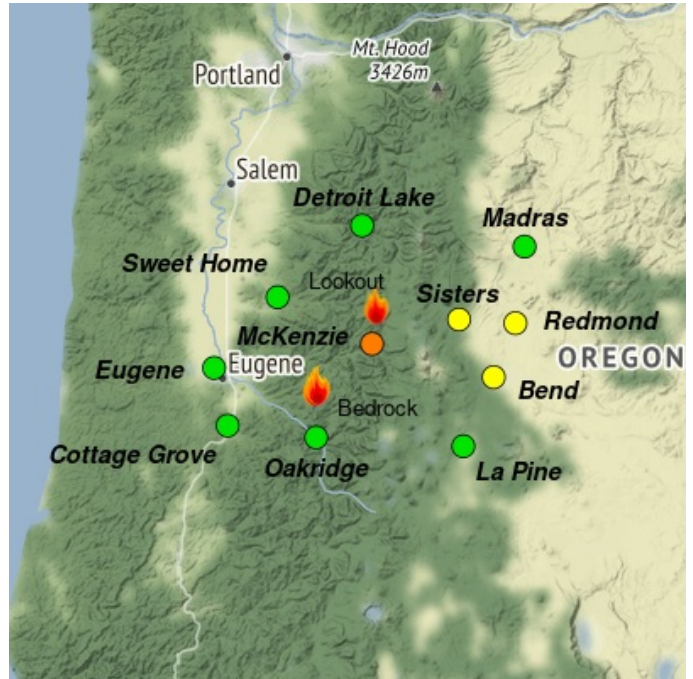 Mt. Hood
3426m
Portland
Salem
Detroit Lake
Madras
Sweet Home
Lookout
Sisters
McKenzie
Redmond
Eugene
Eugene
OREGON
Bend
Bedrock
Cottage Grove
Oakridge
La Pine